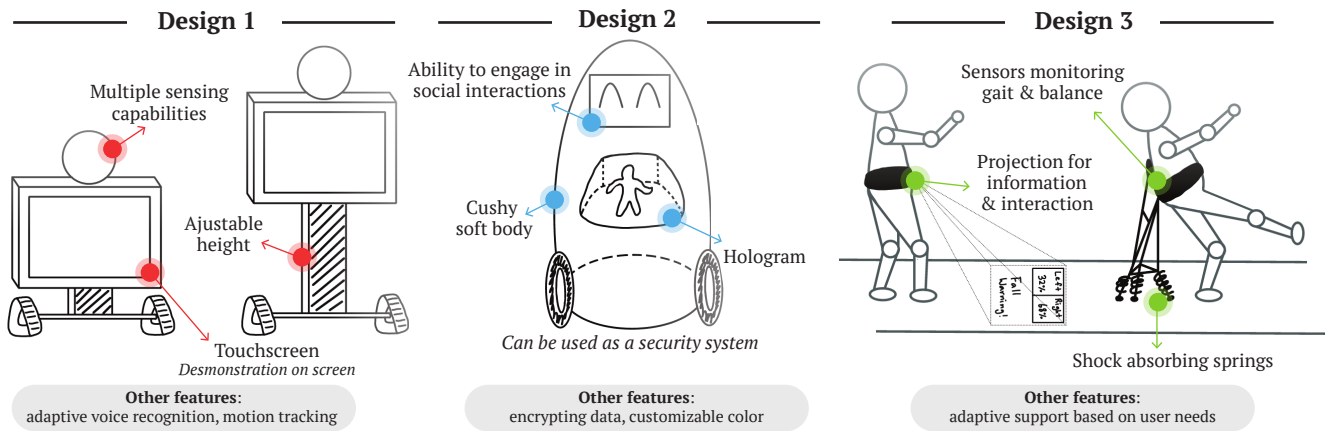 Design 1
Multiple sensing
capabilities
Ajustable
height
Touchscreen
Desmonstration on screen
Other features:
adaptive voice recognition, motion tracking
Design 2
Ability to engage in
social interactions
Cushy
soft body
Hologram
Can be used as a security system
Other features:
encrypting data, customizable color
Design 3
Sensors monitoring
gait & balance
Projection for
information
& interaction
Left Right
32% 68%
Fall
Warning!
Shock absorbing springs
Other features:
adaptive support based on user needs